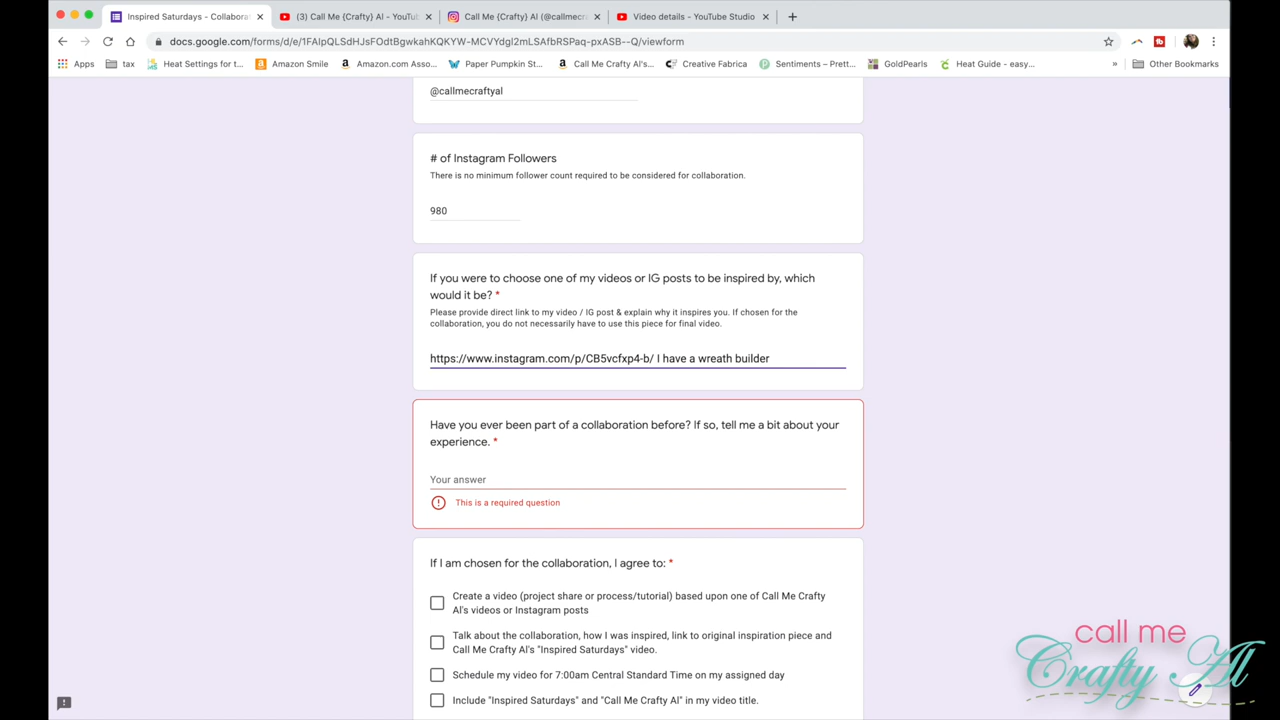 Inspired Saturdays - Collabora
(3) Call Me {Crafty} Al - YouTu
Call Me {Crafty} Al (@callmecr
Video details - YouTube Studio
docs.google.com/forms/d/e/1FAIpQLSdHJsFOdtBgwkahKQKYW-MCVYdgl2mLSAfbRSPaq-pxASB--Q/viewform
Apps
tax
Heat Settings for t...
Amazon Smile
Amazon.com Asso...
Paper Pumpkin St...
Call Me Crafty Al's...
Creative Fabrica
Sentiments – Prett...
GoldPearls
Heat Guide - easy...
»
Other Bookmarks
@callmecraftyal
# of Instagram Followers
There is no minimum follower count required to be considered for collaboration.
980
If you were to choose one of my videos or IG posts to be inspired by, which
would it be? *
Please provide direct link to my video / IG post & explain why it inspires you. If chosen for the
collaboration, you do not necessarily have to use this piece for final video.
https://www.instagram.com/p/CB5vcfxp4-b/ I have a wreath builder
Have you ever been part of a collaboration before? If so, tell me a bit about your
experience. *
Your answer
This is a required question
If I am chosen for the collaboration, I agree to: *
Create a video (project share or process/tutorial) based upon one of Call Me Crafty
Al's videos or Instagram posts
Talk about the collaboration, how I was inspired, link to original inspiration piece and
Call Me Crafty Al's "Inspired Saturdays" video.
Schedule my video for 7:00am Central Standard Time on my assigned day
Include "Inspired Saturdays" and "Call Me Crafty Al" in my video title.
call me
Crafty Al